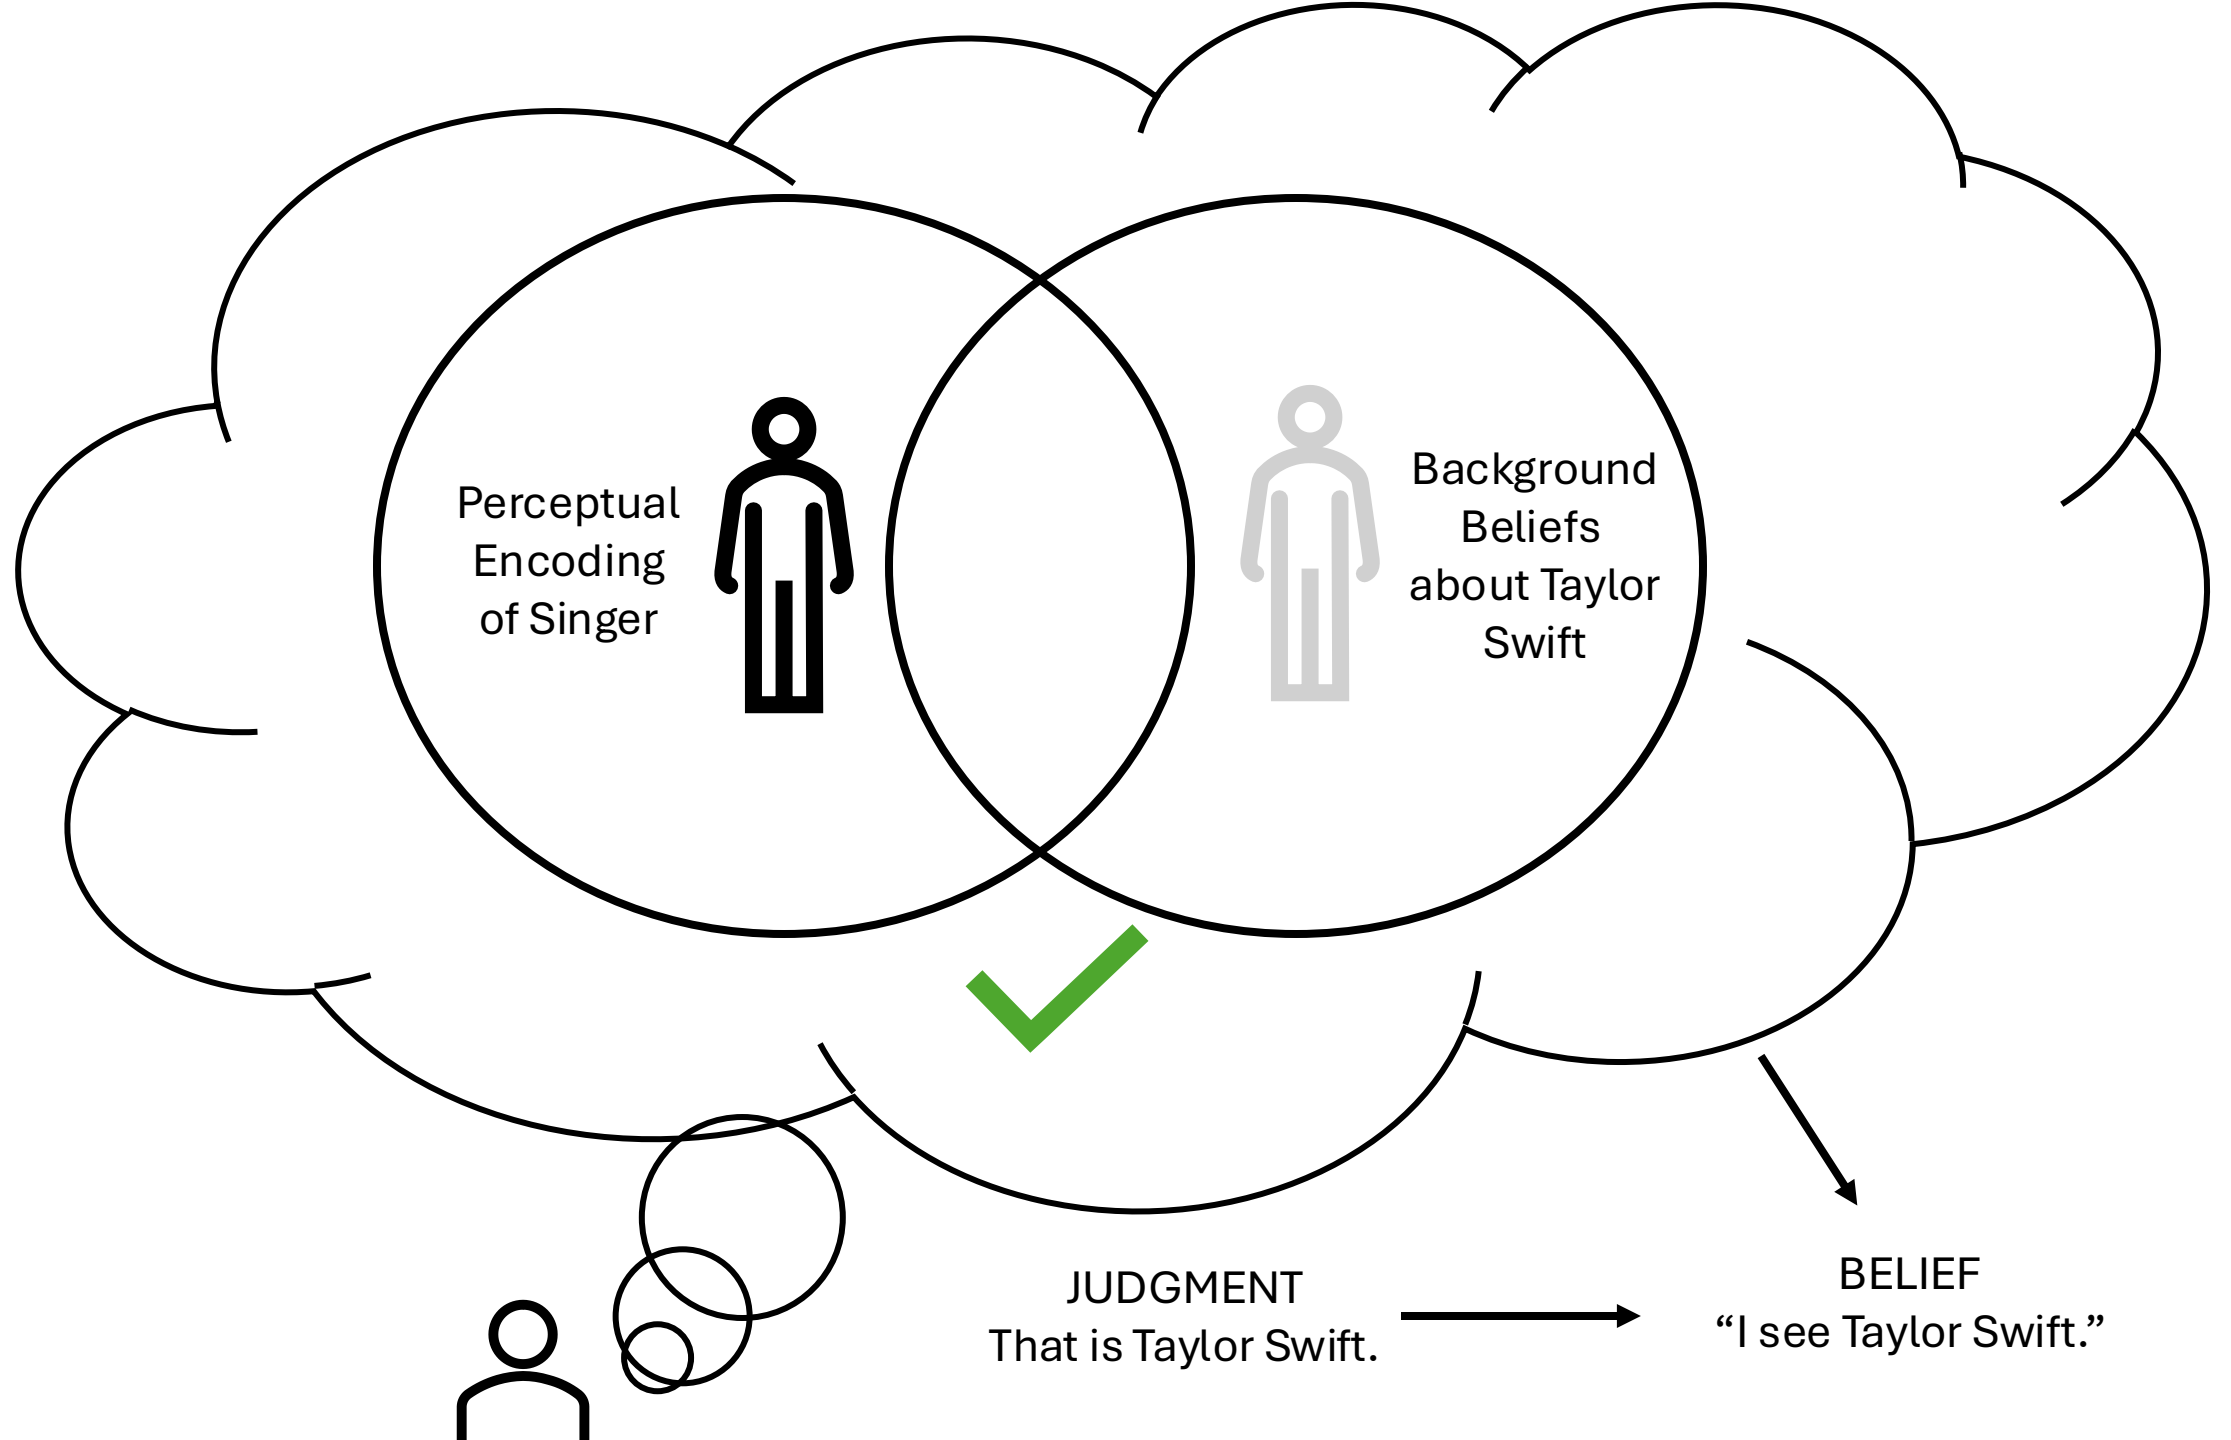 Perceptual
Encoding
of Singer
Background
Beliefs
about Taylor
Swift
JUDGMENT
That is Taylor Swift.
BELIEF
“I see Taylor Swift.”